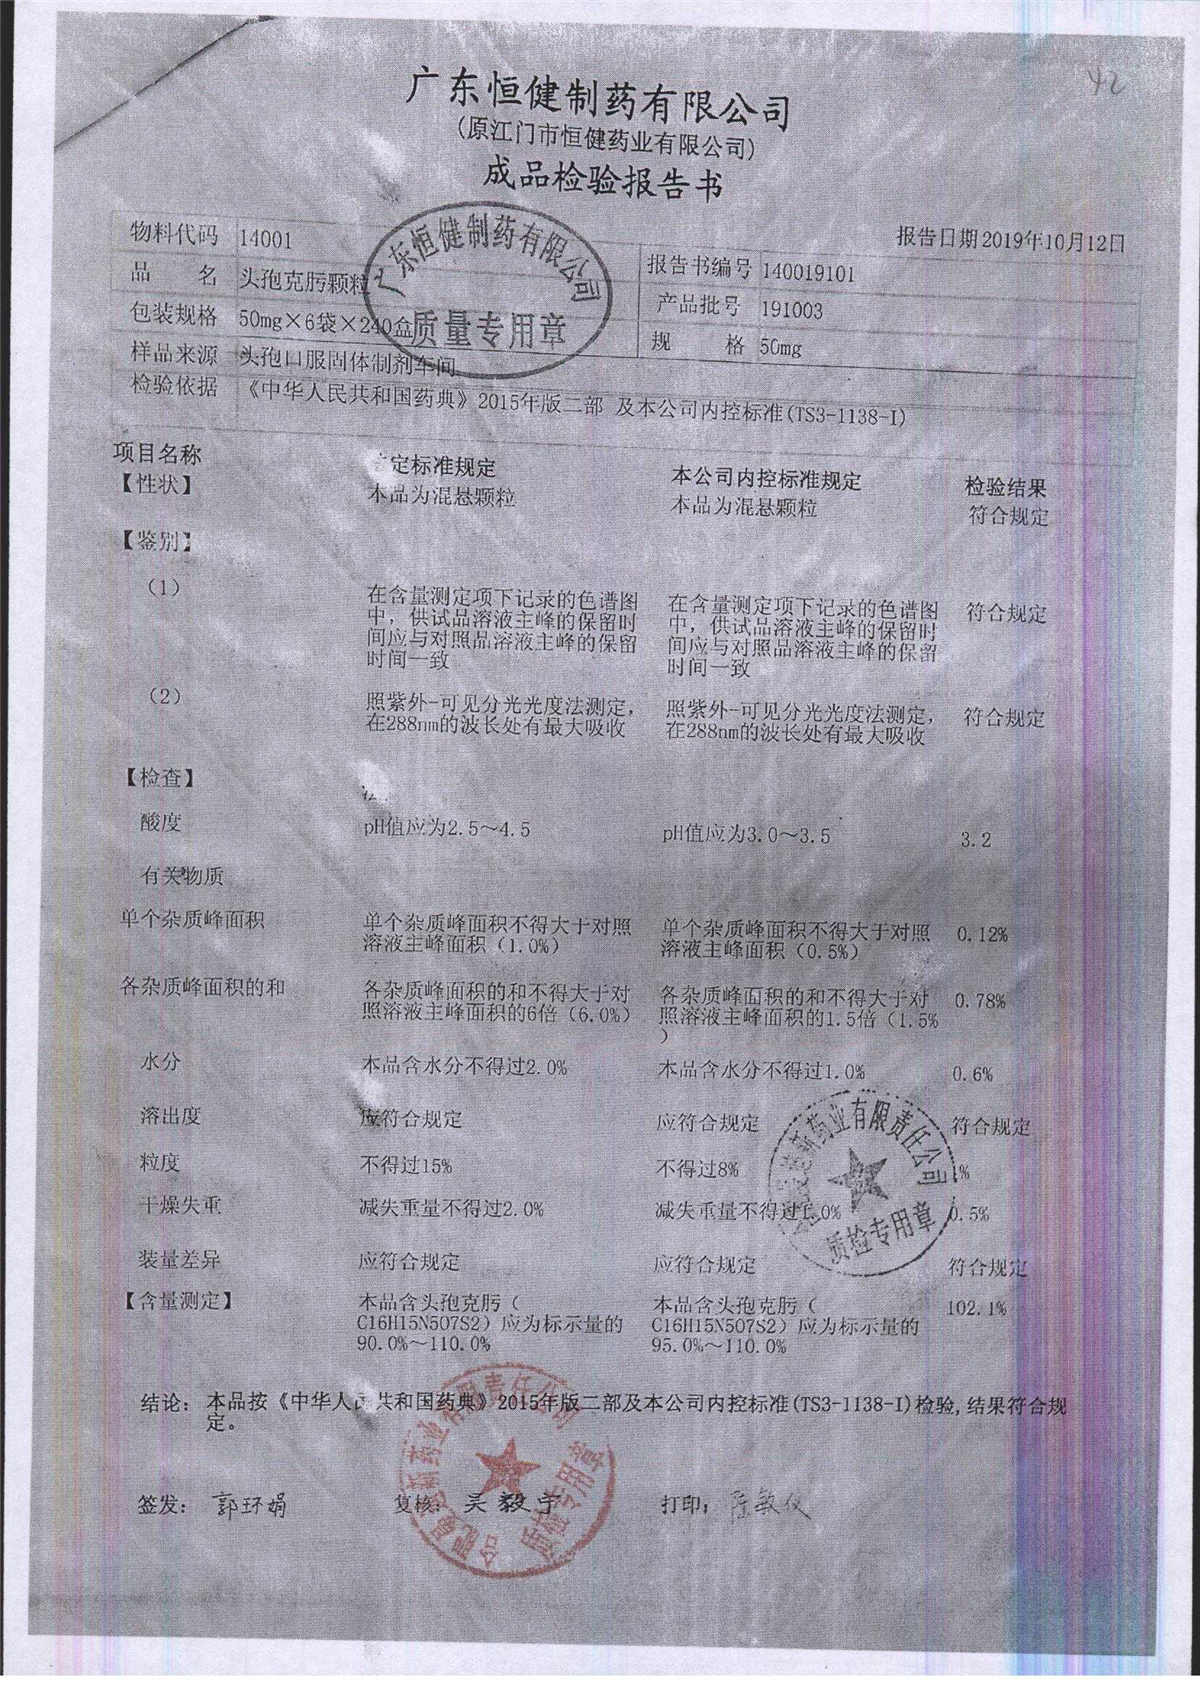 42
广东恒健制药有限公司
(原江门市恒健药业有限公司)
成品检验报告书
报告日期2019年10月12日
物料代码 14001
报告书编号 140019101
品 名 头孢克肟颗粒
产品批号 191003
包装规格 50mg×6袋×240盒
规 格 50mg
样品来源 头孢口服固体制剂车间
检验依据 《中华人民共和国药典》2015年版二部 及本公司内控标准(TS3-1138-I)
广东恒健制药有限公司
质量专用章
项目名称 定标准规定 本公司内控标准规定 检验结果
【性状】 本品为混悬颗粒 本品为混悬颗粒 符合规定
【鉴别】
(1) 在含量测定项下记录的色谱图 在含量测定项下记录的色谱图 符合规定
中，供试品溶液主峰的保留时 中，供试品溶液主峰的保留时
间应与对照品溶液主峰的保留 间应与对照品溶液主峰的保留
时间一致 时间一致
(2) 照紫外-可见分光光度法测定, 照紫外-可见分光光度法测定, 符合规定
在288nm的波长处有最大吸收 在288nm的波长处有最大吸收
【检查】
酸度 pH值应为2.5～4.5 pH值应为3.0～3.5 3.2
有关物质
单个杂质峰面积 单个杂质峰面积不得大于对照 单个杂质峰面积不得大于对照 0.12%
溶液主峰面积（1.0%） 溶液主峰面积（0.5%）
各杂质峰面积的和 各杂质峰面积的和不得大于对 各杂质峰面积的和不得大于对 0.78%
照溶液主峰面积的6倍（6.0%） 照溶液主峰面积的1.5倍（1.5%
）
水分 本品含水分不得过2.0% 本品含水分不得过1.0% 0.6%
溶出度 应符合规定 应符合规定 符合规定
粒度 不得过15% 不得过8% %
干燥失重 减失重量不得过2.0% 减失重量不得过1.0% 0.5%
装量差异 应符合规定 应符合规定 符合规定
【含量测定】 本品含头孢克肟（ 本品含头孢克肟（ 102.1%
C16H15N5O7S2）应为标示量的 C16H15N5O7S2）应为标示量的
90.0%～110.0% 95.0%～110.0%
药业有限责任公司
质检专用章
结论: 本品按《中华人民共和国药典》2015年版二部及本公司内控标准(TS3-1138-I)检验,结果符合规
定。
签发: 郭环娟 复核: 吴毅宁 打印: 陈敏仪
药业有限责任公司
质检专用章